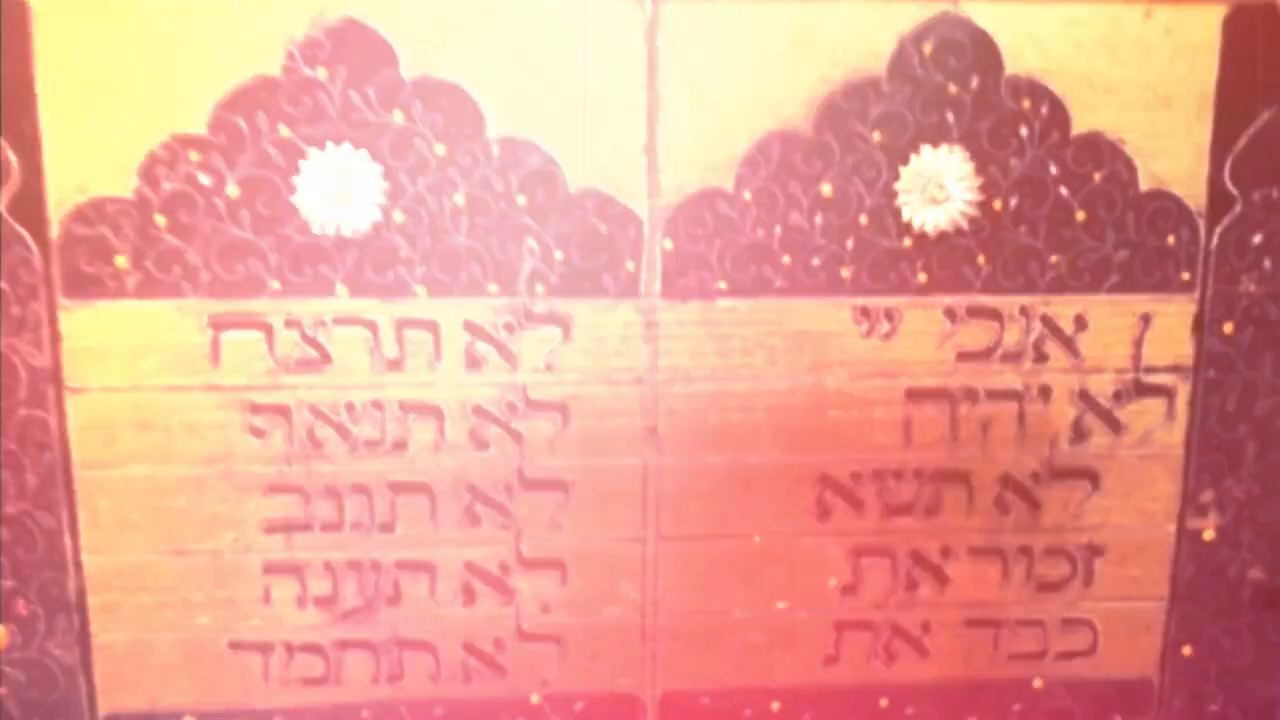 אנכי יי
לא יהיה
לא תשא
זכור את
כבד את
לא תרצח
לא תנאף
לא תגנב
לא תענה
לא תחמד